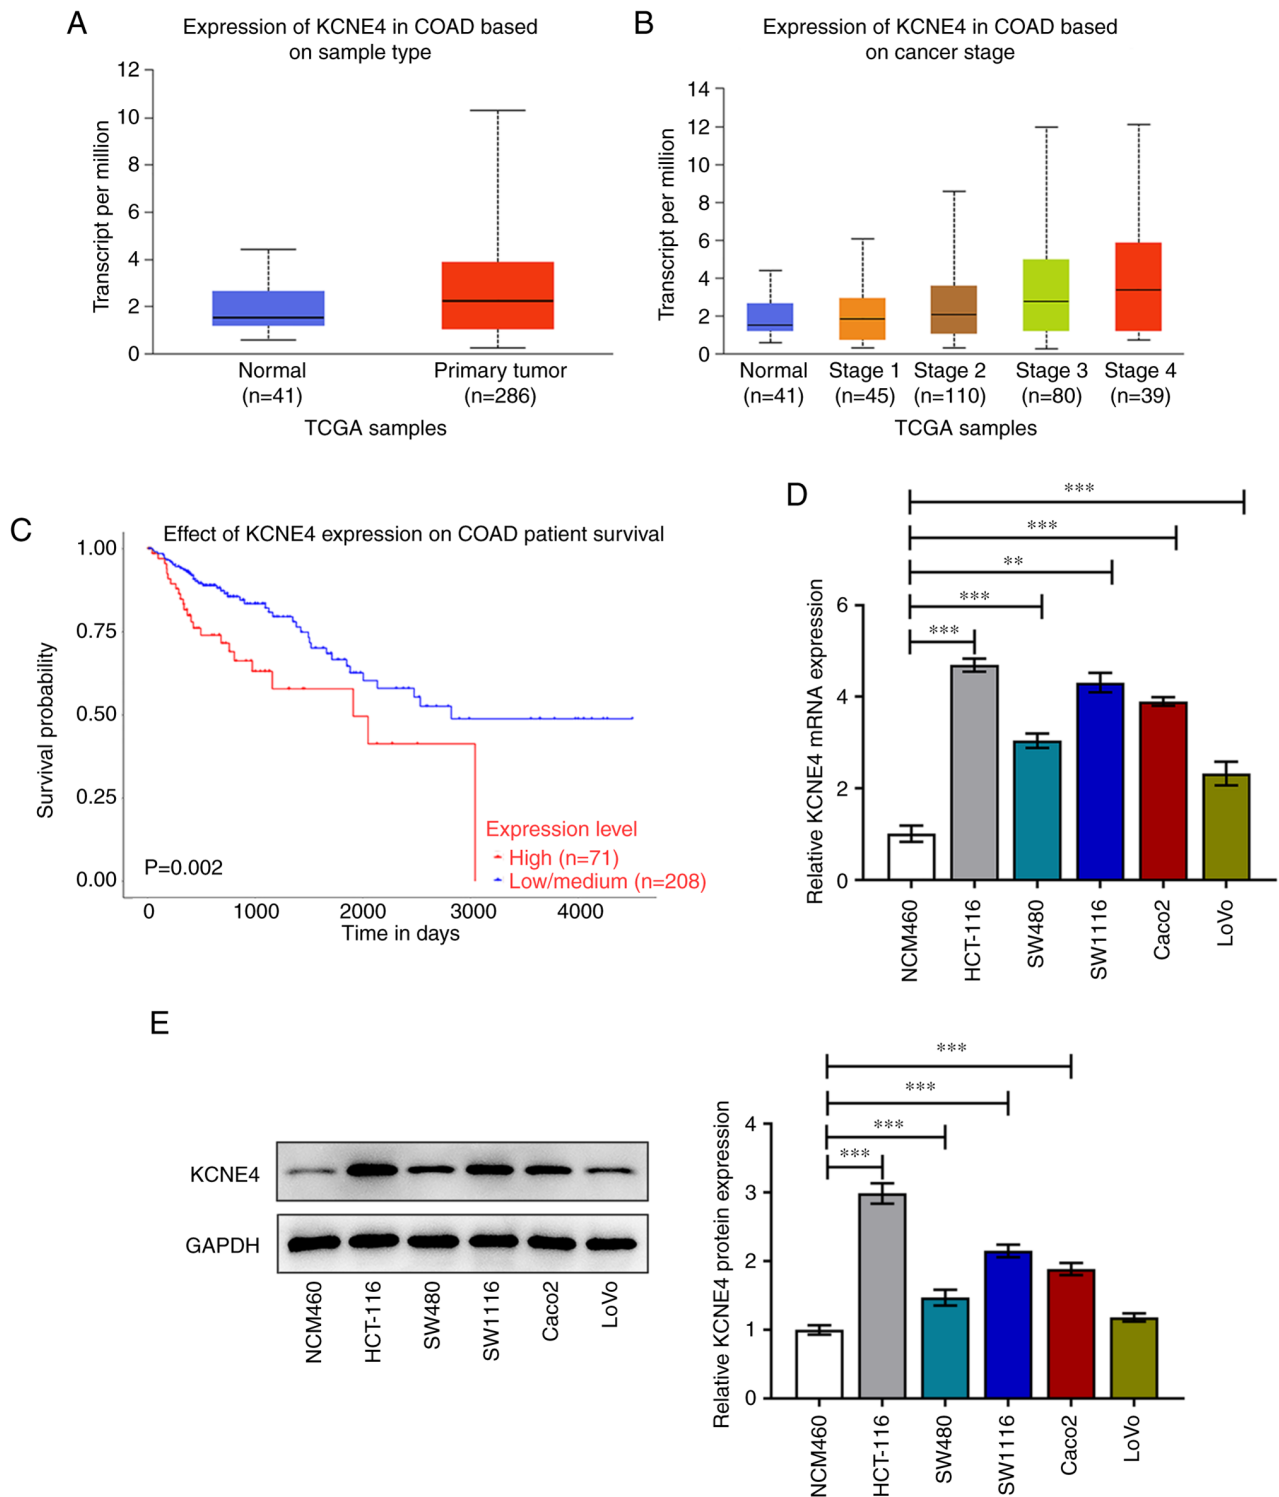 A
Expression of KCNE4 in COAD based
on sample type
Transcript per million
12
10
8
6
4
2
0
Normal
(n=41)
Primary tumor
(n=286)
TCGA samples
B
Expression of KCNE4 in COAD based
on cancer stage
Transcript per million
14
12
10
8
6
4
2
0
Normal
(n=41)
Stage 1
(n=45)
Stage 2
(n=110)
Stage 3
(n=80)
Stage 4
(n=39)
TCGA samples
C
Effect of KCNE4 expression on COAD patient survival
Survival probability
1.00
0.75
0.50
0.25
0.00
P=0.002
Expression level
High (n=71)
Low/medium (n=208)
0 1000 2000 3000 4000
Time in days
D
Relative KCNE4 mRNA expression
6
4
2
0
***
***
**
***
***
NCM460
HCT-116
SW480
SW1116
Caco2
LoVo
E
KCNE4
GAPDH
NCM460
HCT-116
SW480
SW1116
Caco2
LoVo
Relative KCNE4 protein expression
4
3
2
1
0
***
***
***
***
NCM460
HCT-116
SW480
SW1116
Caco2
LoVo